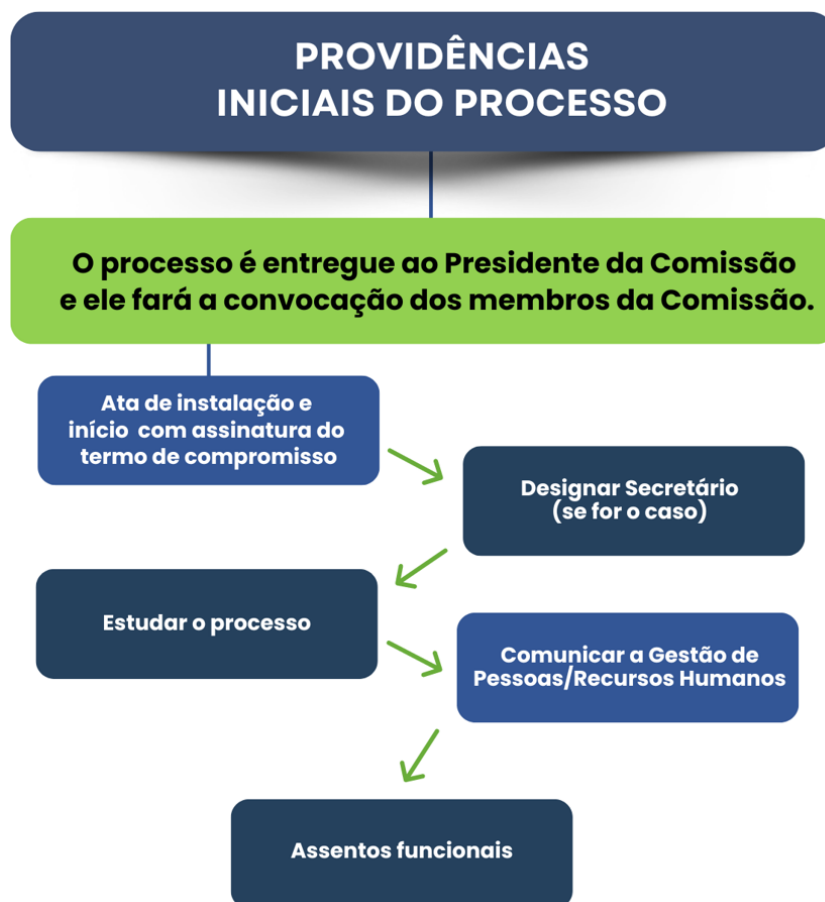 PROVIDÊNCIAS
INICIAIS DO PROCESSO
O processo é entregue ao Presidente da Comissão
e ele fará a convocação dos membros da Comissão.
Ata de instalação e
início com assinatura do
termo de compromisso
Designar Secretário
(se for o caso)
Estudar o processo
Comunicar a Gestão de
Pessoas/Recursos Humanos
Assentos funcionais